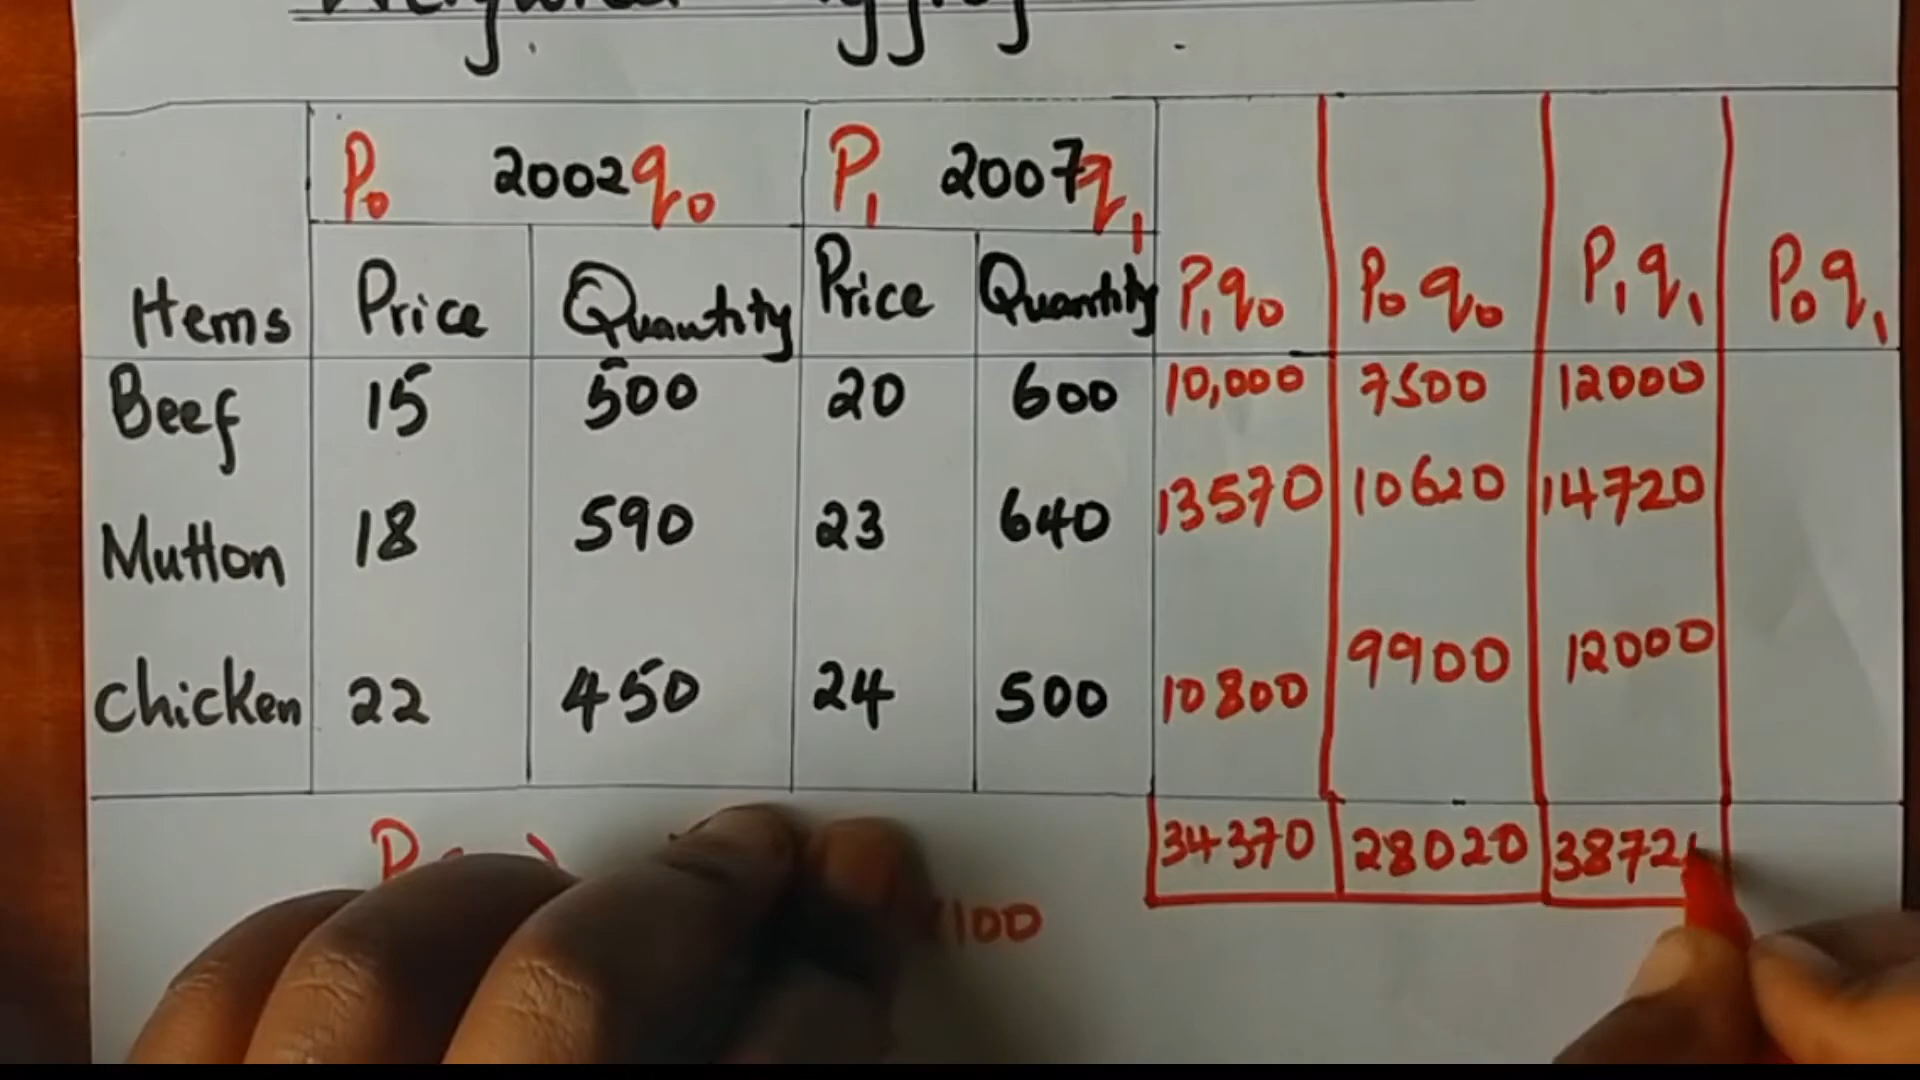 P₀ 2002 q₀ P₁ 2007 q₁
Items Price Quantity Price Quantity P₁q₀ P₀q₀ P₁q₁ P₀q₁
Beef 15 500 20 600 10,000 7500 12000
Mutton 18 590 23 640 13570 10620 14720
Chicken 22 450 24 500 10800 9900 12000
34370 28020 3872
×100